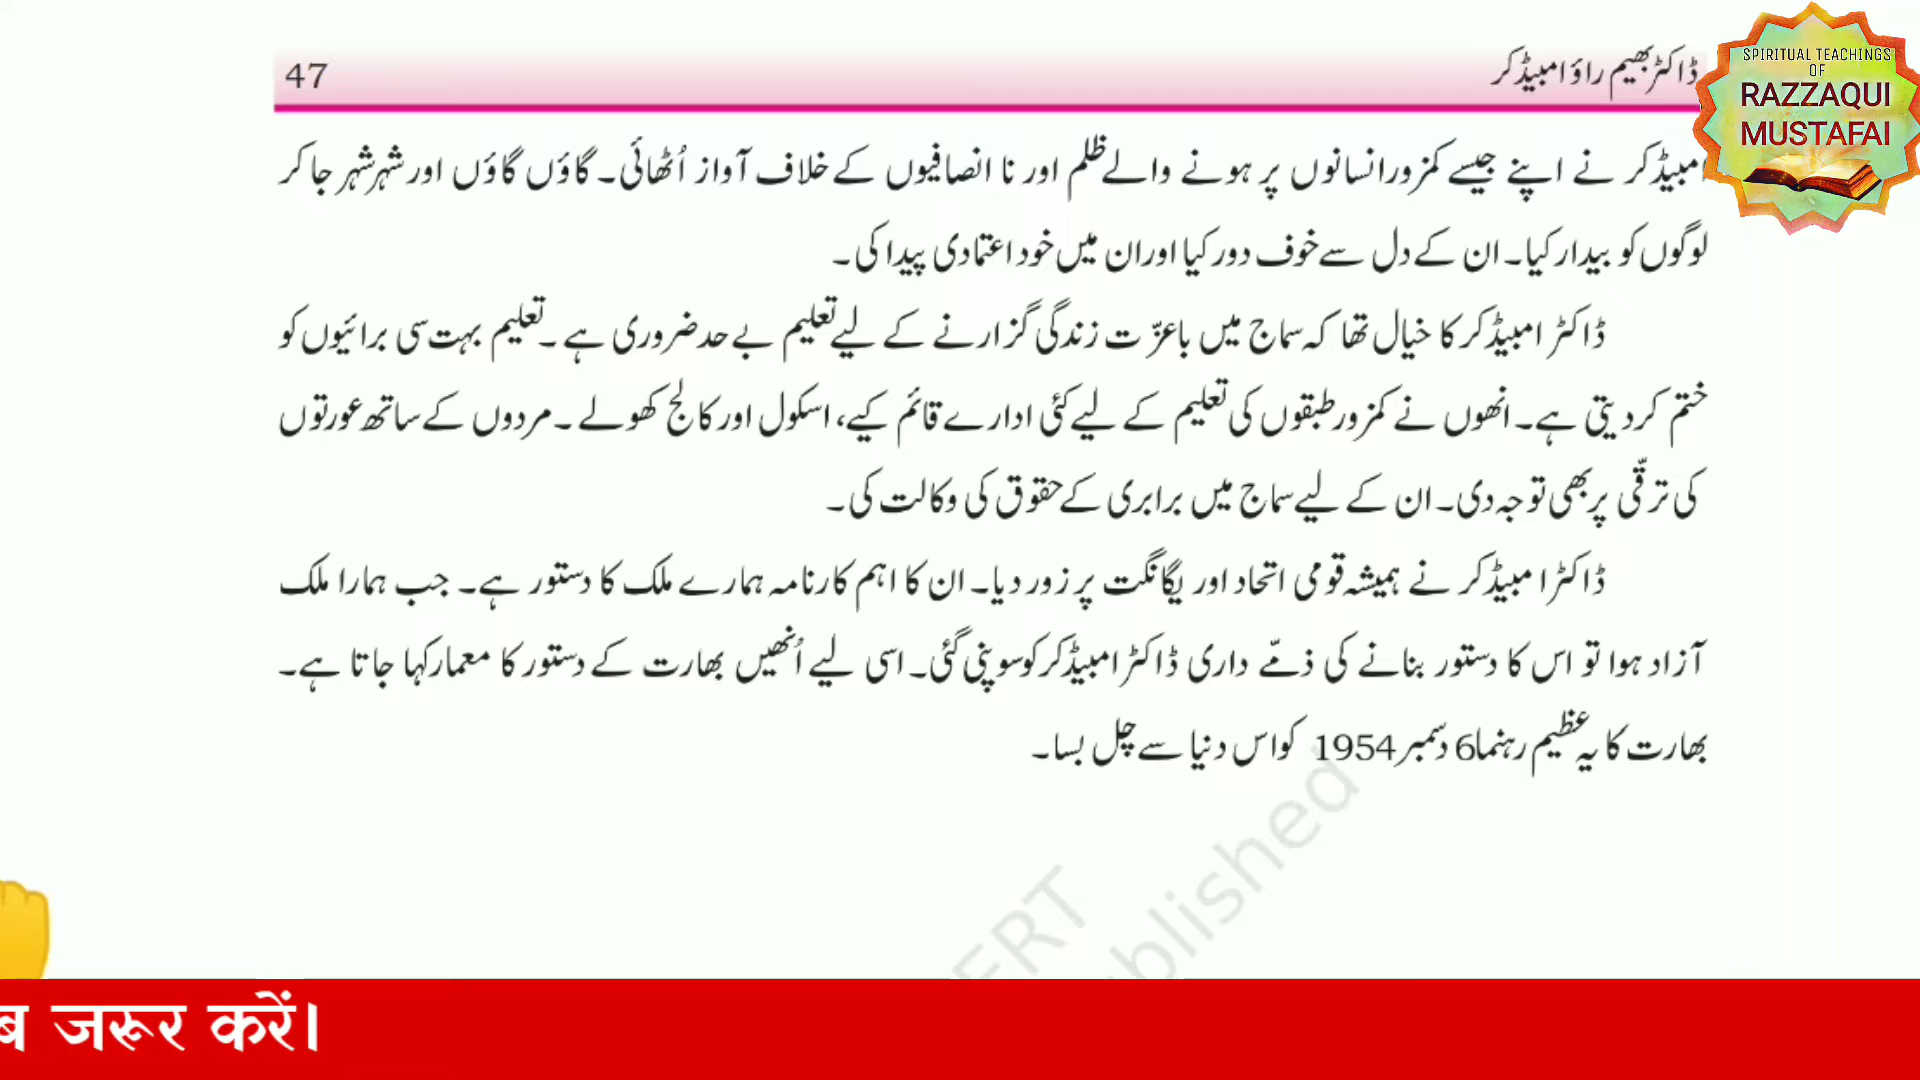 ڈاکٹر بھیم راؤ امبیڈکر
47
SPIRITUAL TEACHINGS
OF
RAZZAQUI
MUSTAFAI
امبیڈکر نے اپنے جیسے کمزور انسانوں پر ہونے والے ظلم اور نا انصافیوں کے خلاف آواز اُٹھائی۔ گاؤں گاؤں اور شہر شہر جا کر
لوگوں کو بیدار کیا۔ ان کے دل سے خوف دور کیا اور ان میں خود اعتمادی پیدا کی۔
ڈاکٹر امبیڈکر کا خیال تھا کہ سماج میں باعزّت زندگی گزارنے کے لیے تعلیم بے حد ضروری ہے۔ تعلیم بہت سی برائیوں کو
ختم کر دیتی ہے۔ انھوں نے کمزور طبقوں کی تعلیم کے لیے کئی ادارے قائم کیے، اسکول اور کالج کھولے۔ مردوں کے ساتھ عورتوں
کی ترقّی پر بھی توجہ دی۔ ان کے لیے سماج میں برابری کے حقوق کی وکالت کی۔
ڈاکٹر امبیڈکر نے ہمیشہ قومی اتحاد اور یگانگت پر زور دیا۔ ان کا اہم کارنامہ ہمارے ملک کا دستور ہے۔ جب ہمارا ملک
آزاد ہوا تو اس کا دستور بنانے کی ذمّے داری ڈاکٹر امبیڈکر کو سونپی گئی۔ اسی لیے اُنھیں بھارت کے دستور کا معمار کہا جاتا ہے۔
بھارت کا یہ عظیم رہنما 6 دسمبر 1954 کو اس دنیا سے چل بسا۔
जरूर करें।